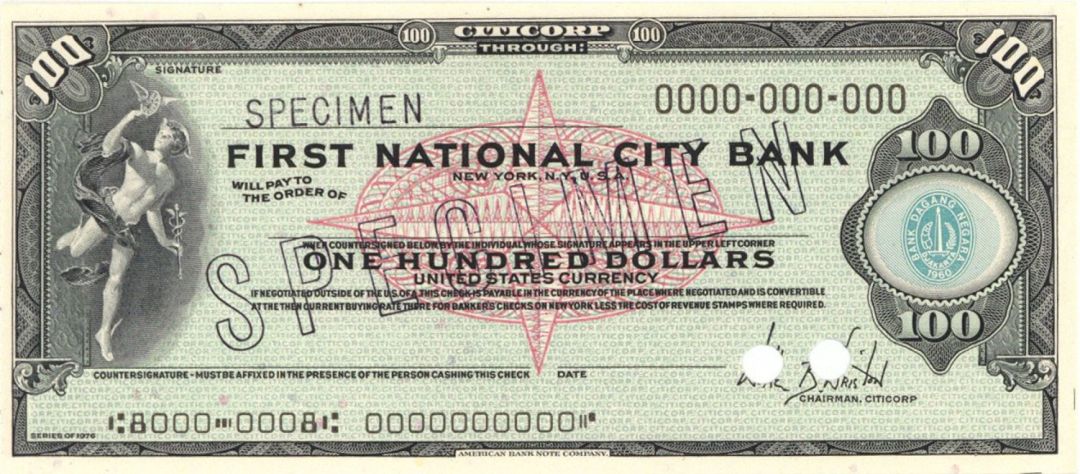 100 CITICORP 100
THROUGH:
100
100
SIGNATURE
SPECIMEN
0000-000-000
100
FIRST NATIONAL CITY BANK
NEW YORK, N.Y., U.S.A.
WILL PAY TO
THE ORDER OF
SPECIMEN
BANK DAGANG NEGARA
DJAKARTA
1960
WHEN COUNTERSIGNED BELOW BY THE INDIVIDUAL WHOSE SIGNATURE APPEARS IN THE UPPER LEFT CORNER
ONE HUNDRED DOLLARS
UNITED STATES CURRENCY
IF NEGOTIATED OUTSIDE OF THE U.S. OF A. THIS CHECK IS PAYABLE IN THE CURRENCY OF THE PLACE WHERE NEGOTIATED AND IS CONVERTIBLE
AT THE THEN CURRENT BUYING RATE THERE FOR BANKERS CHECKS ON NEW YORK LESS THE COST OF REVENUE STAMPS WHERE REQUIRED.
100
COUNTERSIGNATURE - MUST BE AFFIXED IN THE PRESENCE OF THE PERSON CASHING THIS CHECK DATE
CHAIRMAN, CITICORP
⑆8000⑉0008⑆ 0000000000⑈
SERIES OF 1976
AMERICAN BANK NOTE COMPANY.